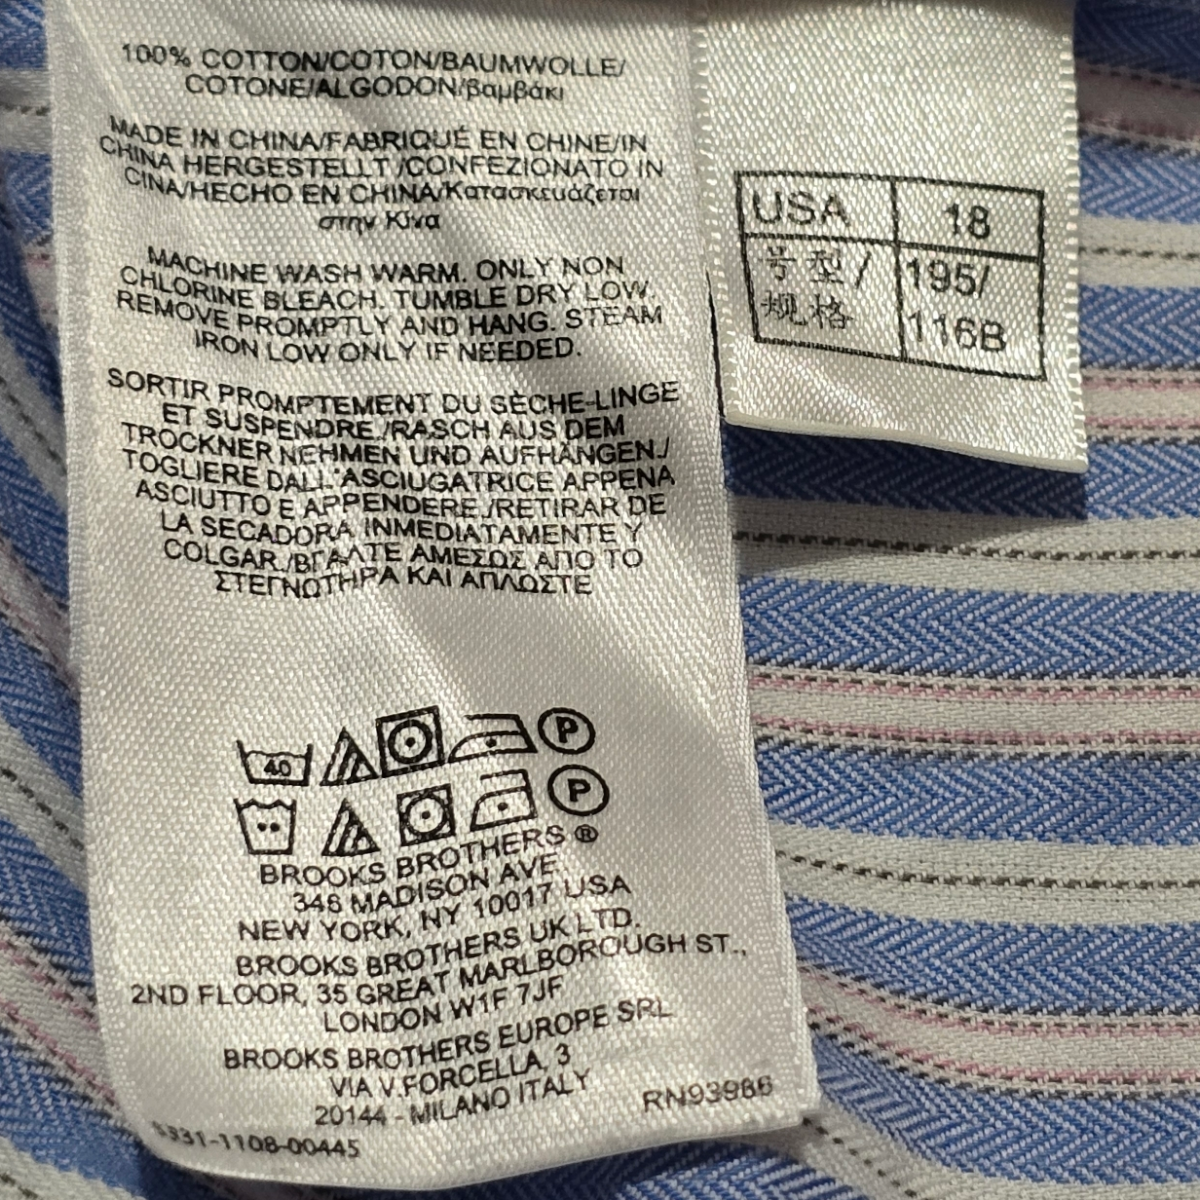 100% COTTON/COTON/BAUMWOLLE/
COTONE/ALGODON/βαμβάκι
MADE IN CHINA/FABRIQUÉ EN CHINE/IN
CHINA HERGESTELLT /CONFEZIONATO IN
CINA/HECHO EN CHINA/Κατασκευάζεται
στην Κίνα
MACHINE WASH WARM. ONLY NON
CHLORINE BLEACH. TUMBLE DRY LOW.
REMOVE PROMPTLY AND HANG. STEAM
IRON LOW ONLY IF NEEDED.
SORTIR PROMPTEMENT DU SÈCHE-LINGE
ET SUSPENDRE./RASCH AUS DEM
TROCKNER NEHMEN UND AUFHÄNGEN./
TOGLIERE DALL'ASCIUGATRICE APPENA
ASCIUTTO E APPENDERE./RETIRAR DE
LA SECADORA INMEDIATAMENTE Y
COLGAR./ΒΓΑΛΤΕ ΑΜΕΣΩΣ ΑΠΟ ΤΟ
ΣΤΕΓΝΩΤΗΡΑ ΚΑΙ ΑΠΛΩΣΤΕ
40 P
P
BROOKS BROTHERS ®
346 MADISON AVE
NEW YORK, NY 10017 USA
BROOKS BROTHERS UK LTD.
2ND FLOOR, 35 GREAT MARLBOROUGH ST.,
LONDON W1F 7JF
BROOKS BROTHERS EUROPE SRL
VIA V.FORCELLA, 3
20144 - MILANO ITALY
RN93986
5331-1108-00445
USA 18
号型/ 195/
规格 116B